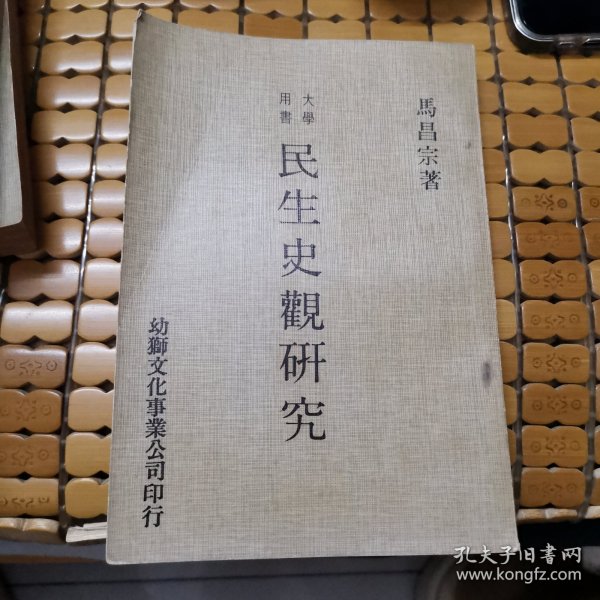 馬昌宗著
大學
用書
民生史觀研究
幼獅文化事業公司印行
孔夫子旧書网
www.kongfz.com